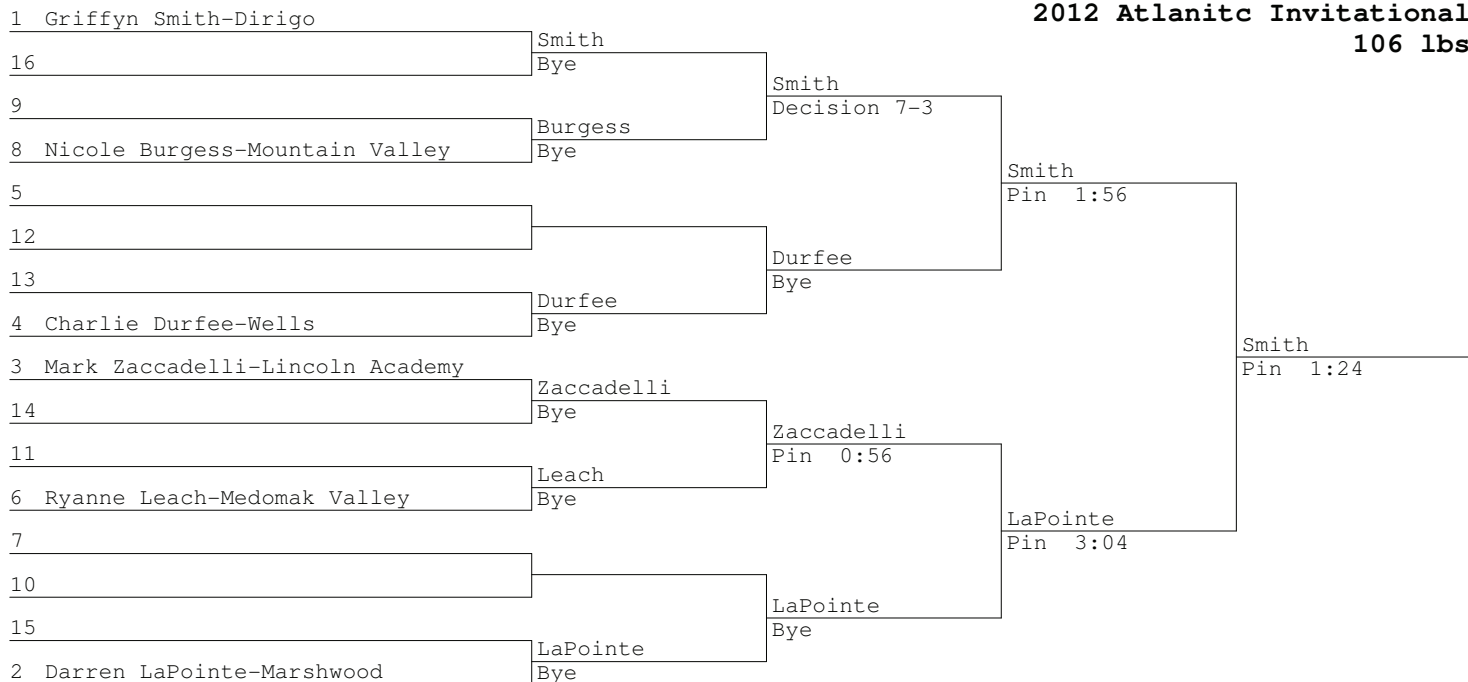 2012 Atlanitc Invitational
106 lbs
1 Griffyn Smith-Dirigo
16
9
8 Nicole Burgess-Mountain Valley
5
12
13
4 Charlie Durfee-Wells
3 Mark Zaccadelli-Lincoln Academy
14
11
6 Ryanne Leach-Medomak Valley
7
10
15
2 Darren LaPointe-Marshwood
Smith
Bye
Burgess
Bye
Durfee
Bye
Zaccadelli
Bye
Leach
Bye
LaPointe
Bye
Smith
Decision 7-3
Durfee
Bye
Zaccadelli
Pin 0:56
LaPointe
Bye
Smith
Pin 1:56
LaPointe
Pin 3:04
Smith
Pin 1:24